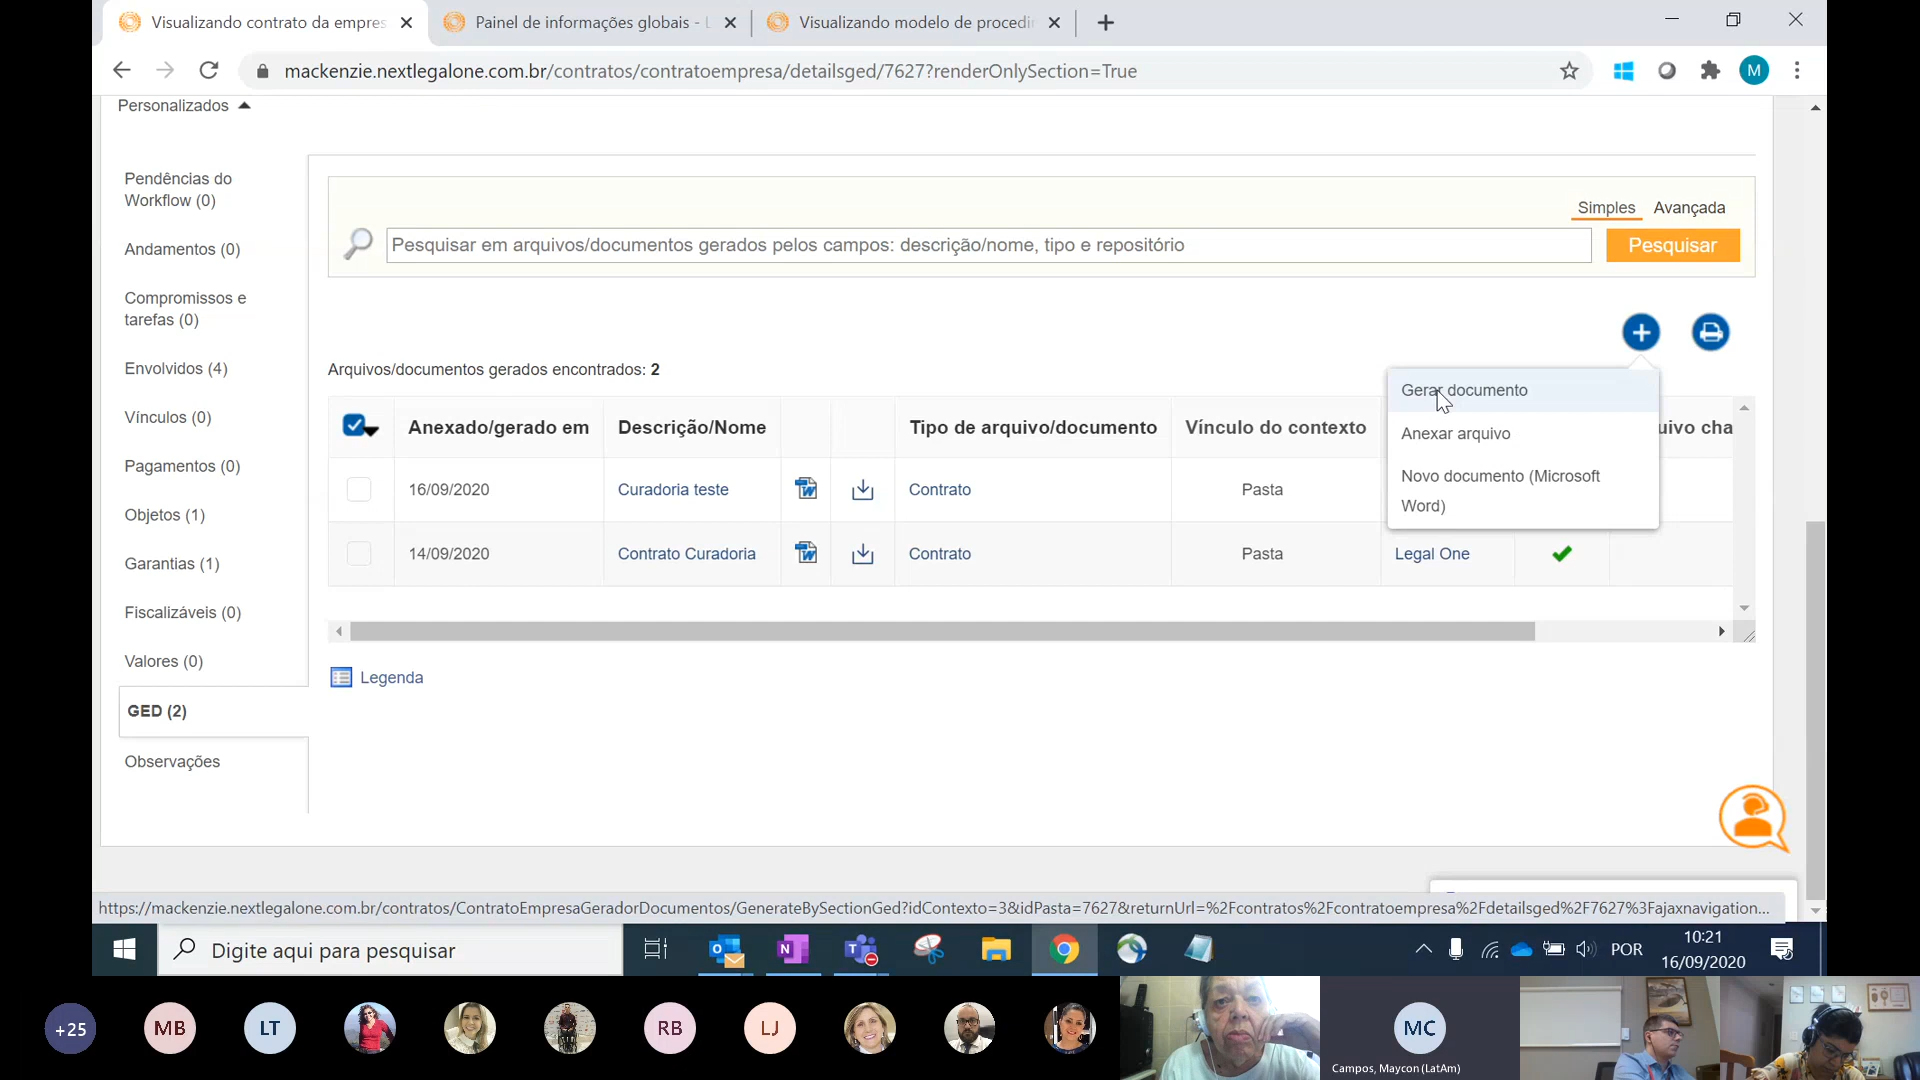 Visualizando contrato da empres
Painel de informações globais - L
Visualizando modelo de procedin
mackenzie.nextlegalone.com.br/contratos/contratoempresa/detailsged/7627?renderOnlySection=True
M
Personalizados
Pendências do
Workflow (0)
Andamentos (0)
Compromissos e
tarefas (0)
Envolvidos (4)
Vínculos (0)
Pagamentos (0)
Objetos (1)
Garantias (1)
Fiscalizáveis (0)
Valores (0)
GED (2)
Observações
Simples Avançada
Pesquisar em arquivos/documentos gerados pelos campos: descrição/nome, tipo e repositório
Pesquisar
Arquivos/documentos gerados encontrados: 2
Gerar documento
Anexar arquivo
Novo documento (Microsoft
Word)
Anexado/gerado em Descrição/Nome Tipo de arquivo/documento Vínculo do contexto uivo cha
16/09/2020 Curadoria teste Contrato Pasta
14/09/2020 Contrato Curadoria Contrato Pasta Legal One
Legenda
https://mackenzie.nextlegalone.com.br/contratos/ContratoEmpresaGeradorDocumentos/GenerateBySectionGed?idContexto=3&idPasta=7627&returnUrl=%2Fcontratos%2Fcontratoempresa%2Fdetailsged%2F7627%3Fajaxnavigation...
Digite aqui para pesquisar
POR
10:21
16/09/2020
+25
MB
LT
RB
LJ
MC
Campos, Maycon (LatAm)